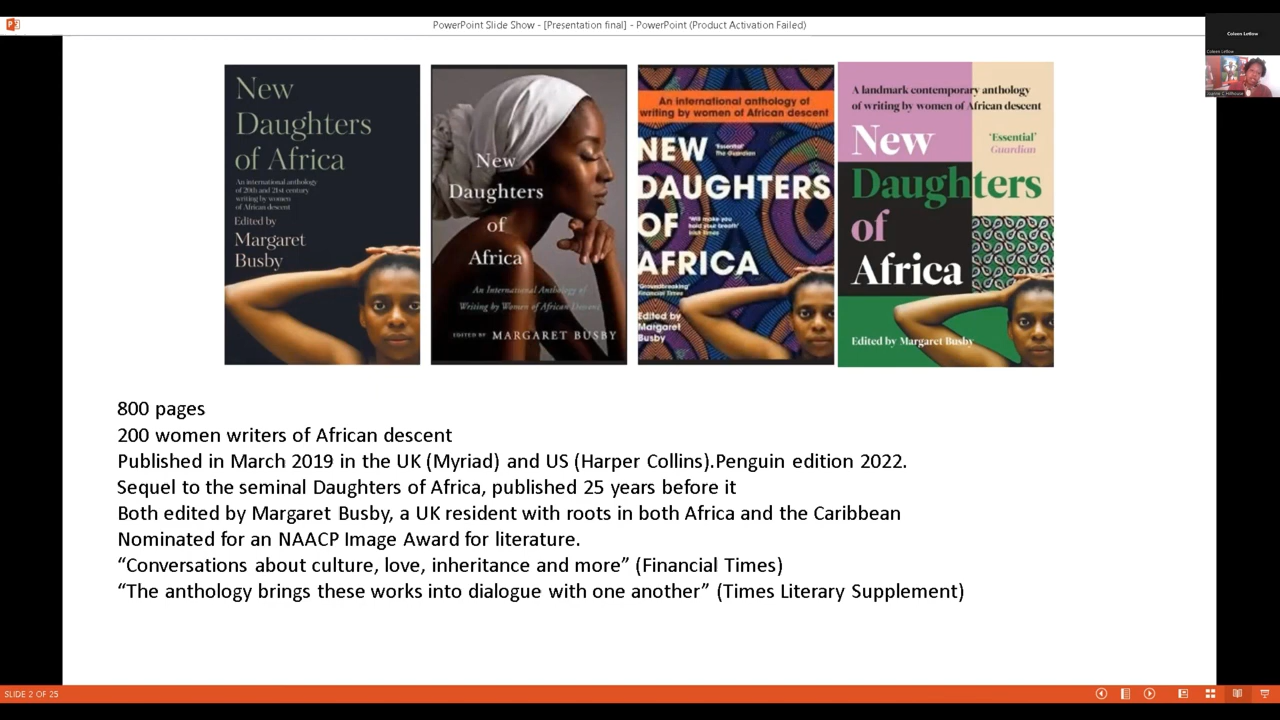 PowerPoint Slide Show - [Presentation final] - PowerPoint (Product Activation Failed)
Coleen Letlow
Coleen Letlow
Joanne C Hillhouse
New
Daughters
of Africa
An international anthology
of 20th and 21st century
writing by women
of African descent
Edited by
Margaret
Busby
New
Daughters
of
Africa
An International Anthology of
Writing by Women of African Descent
EDITED BY MARGARET BUSBY
An international anthology of
writing by women of African descent
NEW
'Essential'
The Guardian
DAUGHTERS
OF
'Will make you
hold your breath'
Irish Times
AFRICA
'Groundbreaking'
Financial Times
Edited by
Margaret
Busby
A landmark contemporary anthology
of writing by women of African descent
New
'Essential'
Guardian
Daughters
of
Africa
Edited by Margaret Busby
800 pages
200 women writers of African descent
Published in March 2019 in the UK (Myriad) and US (Harper Collins).Penguin edition 2022.
Sequel to the seminal Daughters of Africa, published 25 years before it
Both edited by Margaret Busby, a UK resident with roots in both Africa and the Caribbean
Nominated for an NAACP Image Award for literature.
“Conversations about culture, love, inheritance and more” (Financial Times)
“The anthology brings these works into dialogue with one another” (Times Literary Supplement)
SLIDE 2 OF 25